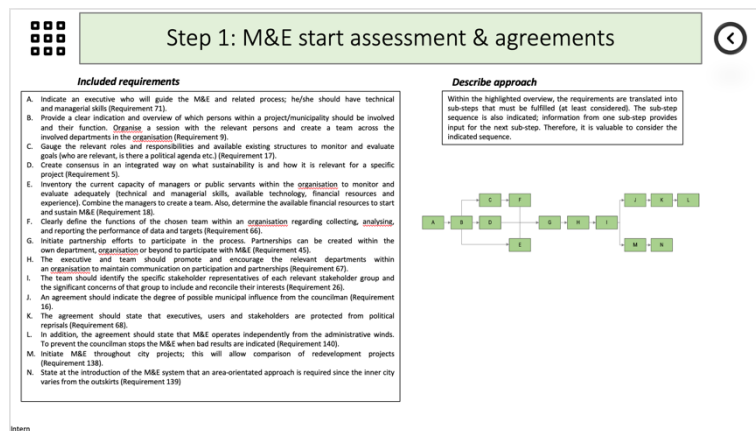 Step 1: M&E start assessment & agreements
Included requirements
A. Indicate an executive who will guide the M&E and related process; he/she should have technical
and managerial skills (Requirement 71).
B. Provide a clear indication and overview of which persons within a project/municipality should be involved
and their function. Organise a session with the relevant persons and create a team across the
involved departments in the organisation (Requirement 9).
C. Gauge the relevant roles and responsibilities and available existing structures to monitor and evaluate
goals (who are relevant, is there a political agenda etc.) (Requirement 17).
D. Create consensus in an integrated way on what sustainability is and how it is relevant for a specific
project (Requirement 5).
E. Inventory the current capacity of managers or public servants within the organisation to monitor and
evaluate adequately (technical and managerial skills, available technology, financial resources and
experience). Combine the managers to create a team. Also, determine the available financial resources to start
and sustain M&E (Requirement 18).
F. Clearly define the functions of the chosen team within an organisation regarding collecting, analysing,
and reporting the performance of data and targets (Requirement 66).
G. Initiate partnership efforts to participate in the process. Partnerships can be created within the
own department, organisation or beyond to participate with M&E (Requirement 45).
H. The executive and team should promote and encourage the relevant departments within
an organisation to maintain communication on participation and partnerships (Requirement 67).
I. The team should identify the specific stakeholder representatives of each relevant stakeholder group and
the significant concerns of that group to include and reconcile their interests (Requirement 26).
J. An agreement should indicate the degree of possible municipal influence from the councilman (Requirement
16).
K. The agreement should state that executives, users and stakeholders are protected from political
reprisals (Requirement 68).
L. In addition, the agreement should state that M&E operates independently from the administrative winds.
To prevent the councilman stops the M&E when bad results are indicated (Requirement 140).
M. Initiate M&E throughout city projects; this will allow comparison of redevelopment projects
(Requirement 138).
N. State at the introduction of the M&E system that an area-orientated approach is required since the inner city
varies from the outskirts (Requirement 139)
Describe approach
Within the highlighted overview, the requirements are translated into
sub-steps that must be fulfilled (at least considered). The sub-step
sequence is also indicated; information from one sub-step provides
input for the next sub-step. Therefore, it is valuable to consider the
indicated sequence.
C F J K L
A B D G H I
E M N
Intern